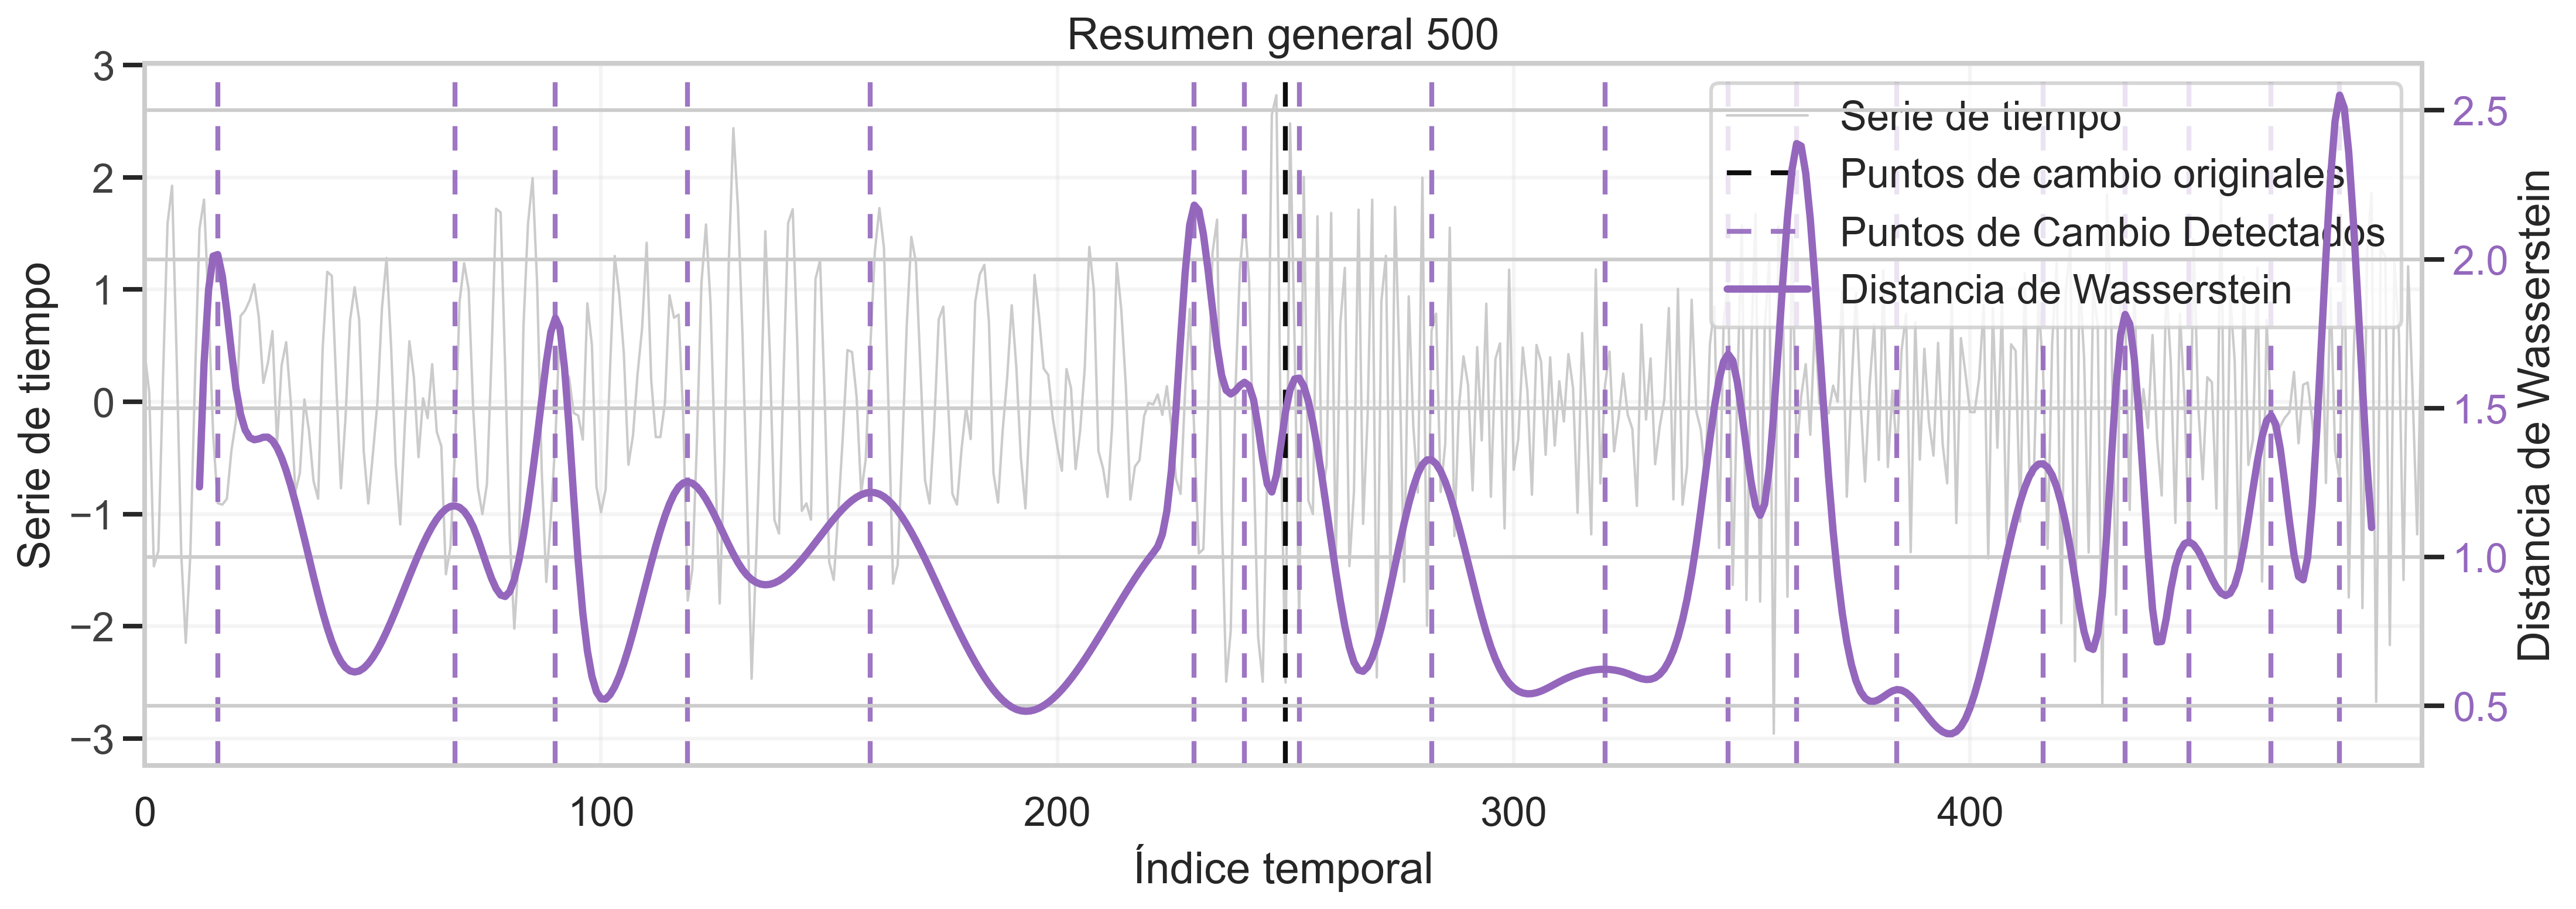 Resumen general 500
3
2
1
0
−1
−2
−3
Serie de tiempo
2.5
2.0
1.5
1.0
0.5
Distancia de Wasserstein
Serie de tiempo
Puntos de cambio originales
Puntos de Cambio Detectados
Distancia de Wasserstein
0 100 200 300 400
Índice temporal